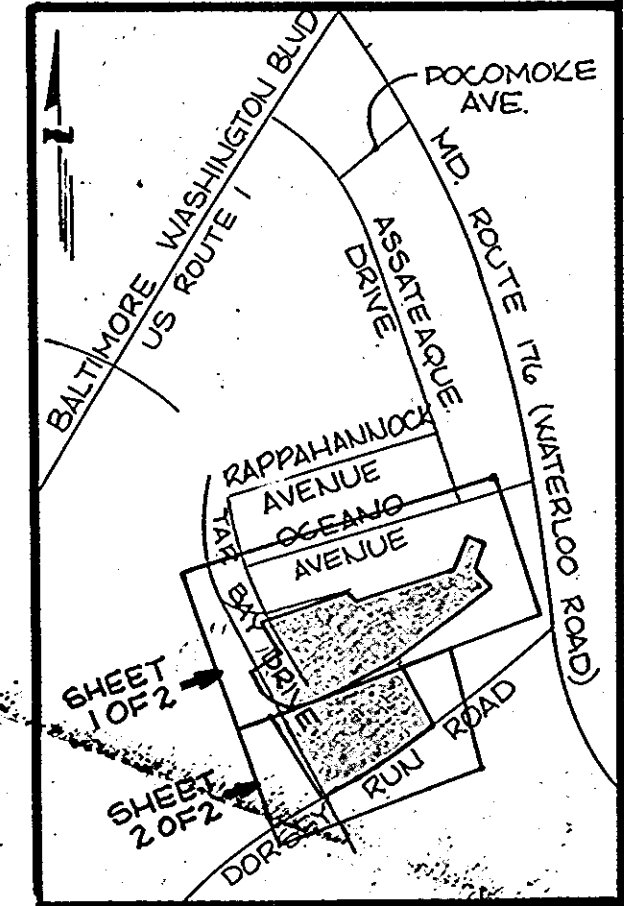 POCOMOKE
AVE.
BALTIMORE WASHINGTON BLVD
US ROUTE 1
MD. ROUTE 176 (WATERLOO ROAD)
ASSATEAQUE
DRIVE
RAPPAHANNOCK
AVENUE
OCEANO
AVENUE
TAR BAY DRIVE
SHEET
1 OF 2
SHEET
2 OF 2
DORSEY RUN ROAD